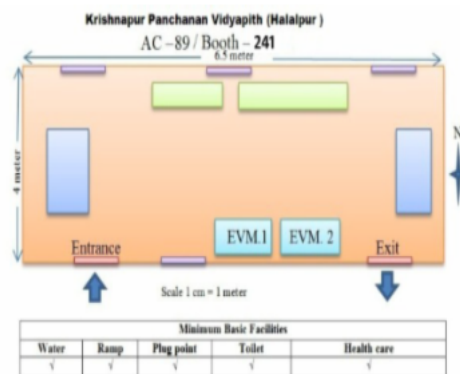 Krishnapur Panchanan Vidyapith (Halalpur )
AC –89 / Booth – 241
6.5 meter
N
4 meter
EVM.1 EVM. 2
Entrance Exit
Scale 1 cm = 1 meter
Minimum Basic Facilities
Water Ramp Plug point Toilet Health care
√ √ √ √ √